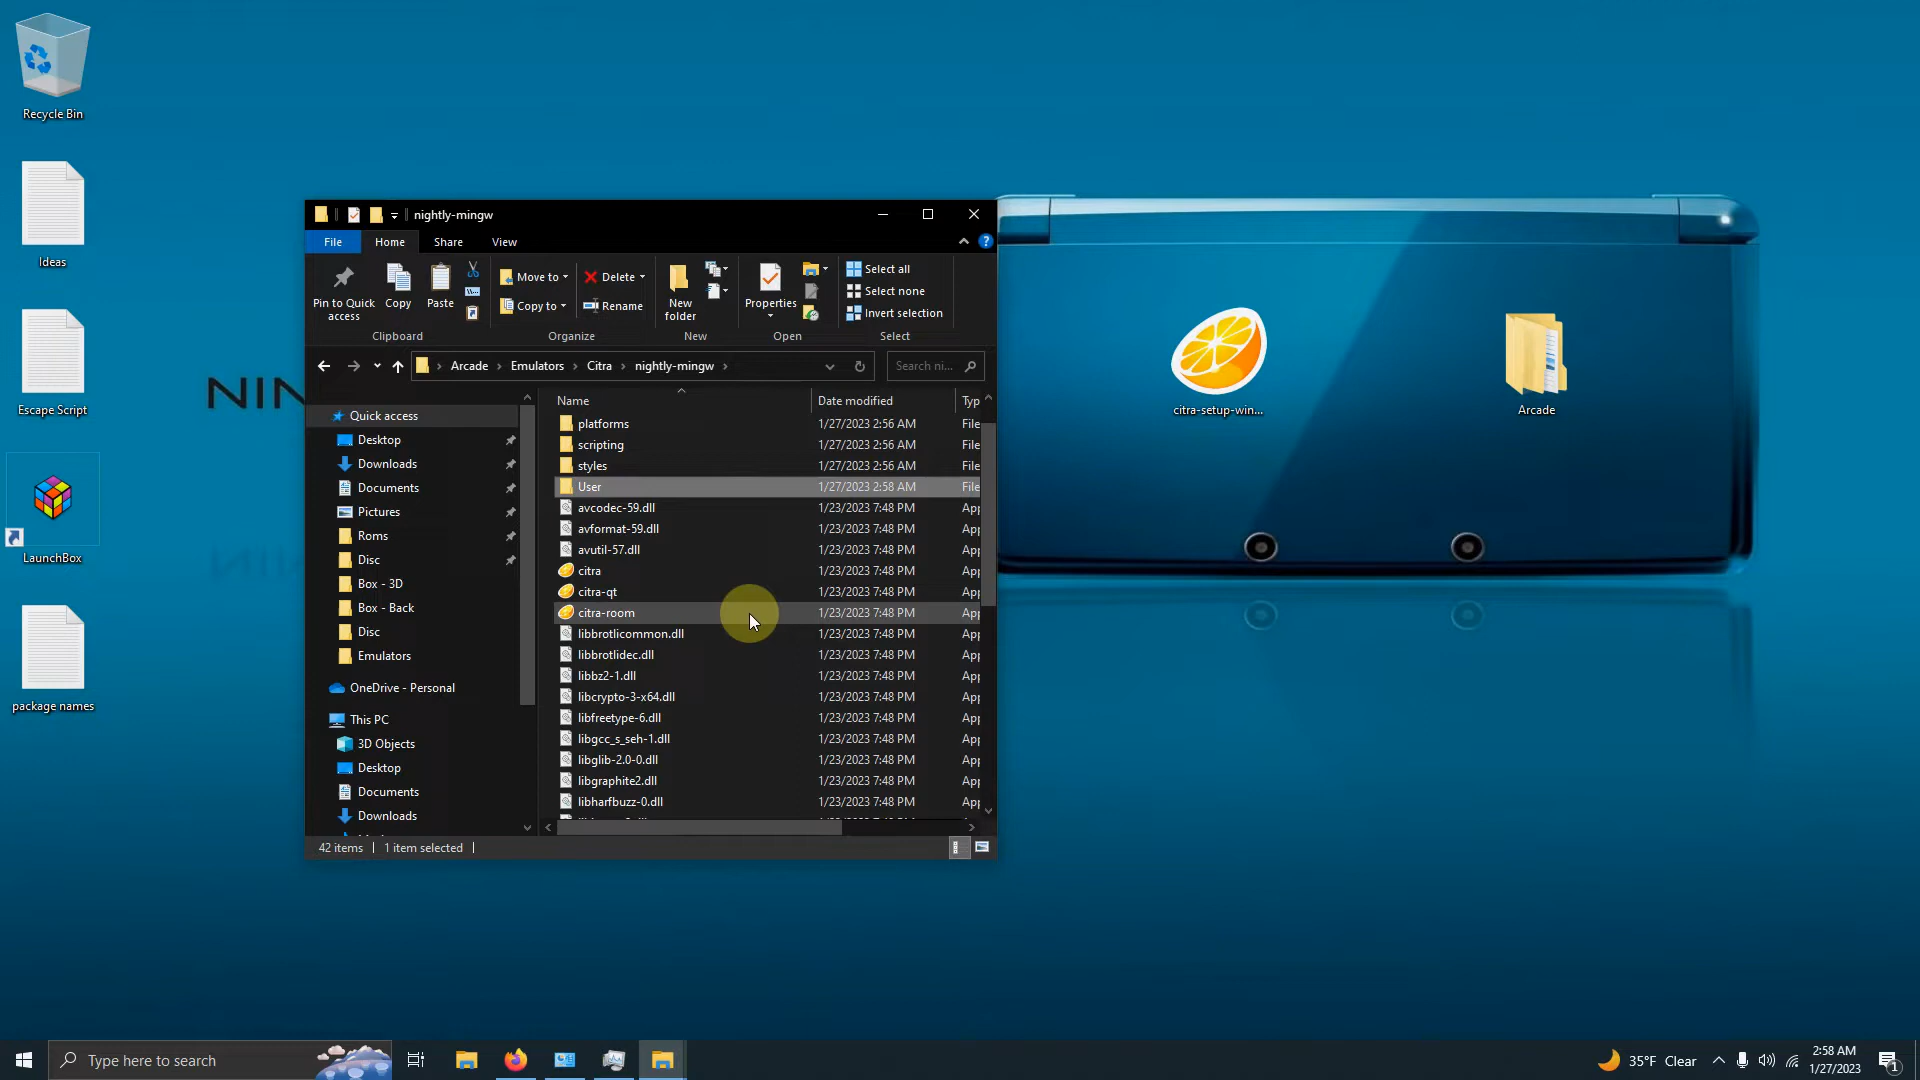 Recycle Bin
Ideas
Escape Script
LaunchBox
package names
NIN
nightly-mingw
File
Home
Share
View
Pin to Quick access
Copy
Paste
Move to
Copy to
Delete
Rename
New folder
Properties
Select all
Select none
Invert selection
Clipboard
Organize
New
Open
Select
Arcade > Emulators > Citra > nightly-mingw >
Search ni...
Quick access
Desktop
Downloads
Documents
Pictures
Roms
Disc
Box - 3D
Box - Back
Disc
Emulators
OneDrive - Personal
This PC
3D Objects
Desktop
Documents
Downloads
Name Date modified Typ
platforms 1/27/2023 2:56 AM File
scripting 1/27/2023 2:56 AM File
styles 1/27/2023 2:56 AM File
User 1/27/2023 2:58 AM File
avcodec-59.dll 1/23/2023 7:48 PM App
avformat-59.dll 1/23/2023 7:48 PM App
avutil-57.dll 1/23/2023 7:48 PM App
citra 1/23/2023 7:48 PM App
citra-qt 1/23/2023 7:48 PM App
citra-room 1/23/2023 7:48 PM App
libbrotlicommon.dll 1/23/2023 7:48 PM App
libbrotlidec.dll 1/23/2023 7:48 PM App
libbz2-1.dll 1/23/2023 7:48 PM App
libcrypto-3-x64.dll 1/23/2023 7:48 PM App
libfreetype-6.dll 1/23/2023 7:48 PM App
libgcc_s_seh-1.dll 1/23/2023 7:48 PM App
libglib-2.0-0.dll 1/23/2023 7:48 PM App
libgraphite2.dll 1/23/2023 7:48 PM App
libharfbuzz-0.dll 1/23/2023 7:48 PM App
42 items | 1 item selected |
citra-setup-win...
Arcade
Type here to search
35°F Clear
2:58 AM
1/27/2023
1